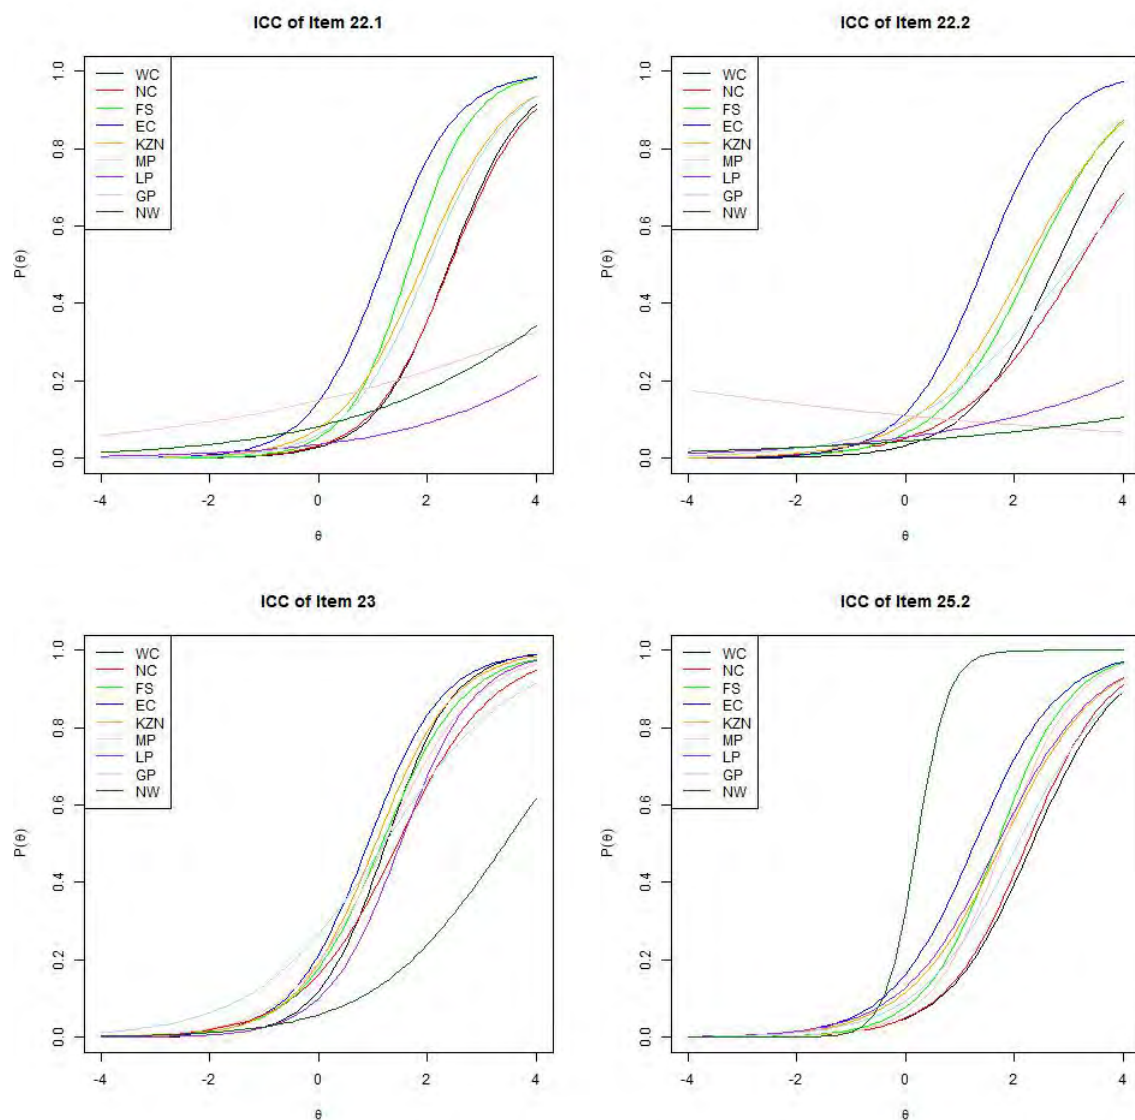 ICC of Item 22.1
WC
NC
FS
EC
KZN
MP
LP
GP
NW
P(θ)
1.0
0.8
0.6
0.4
0.2
0.0
-4
-2
0
2
4
θ
ICC of Item 22.2
WC
NC
FS
EC
KZN
MP
LP
GP
NW
P(θ)
1.0
0.8
0.6
0.4
0.2
0.0
-4
-2
0
2
4
θ
ICC of Item 23
WC
NC
FS
EC
KZN
MP
LP
GP
NW
P(θ)
1.0
0.8
0.6
0.4
0.2
0.0
-4
-2
0
2
4
θ
ICC of Item 25.2
WC
NC
FS
EC
KZN
MP
LP
GP
NW
P(θ)
1.0
0.8
0.6
0.4
0.2
0.0
-4
-2
0
2
4
θ